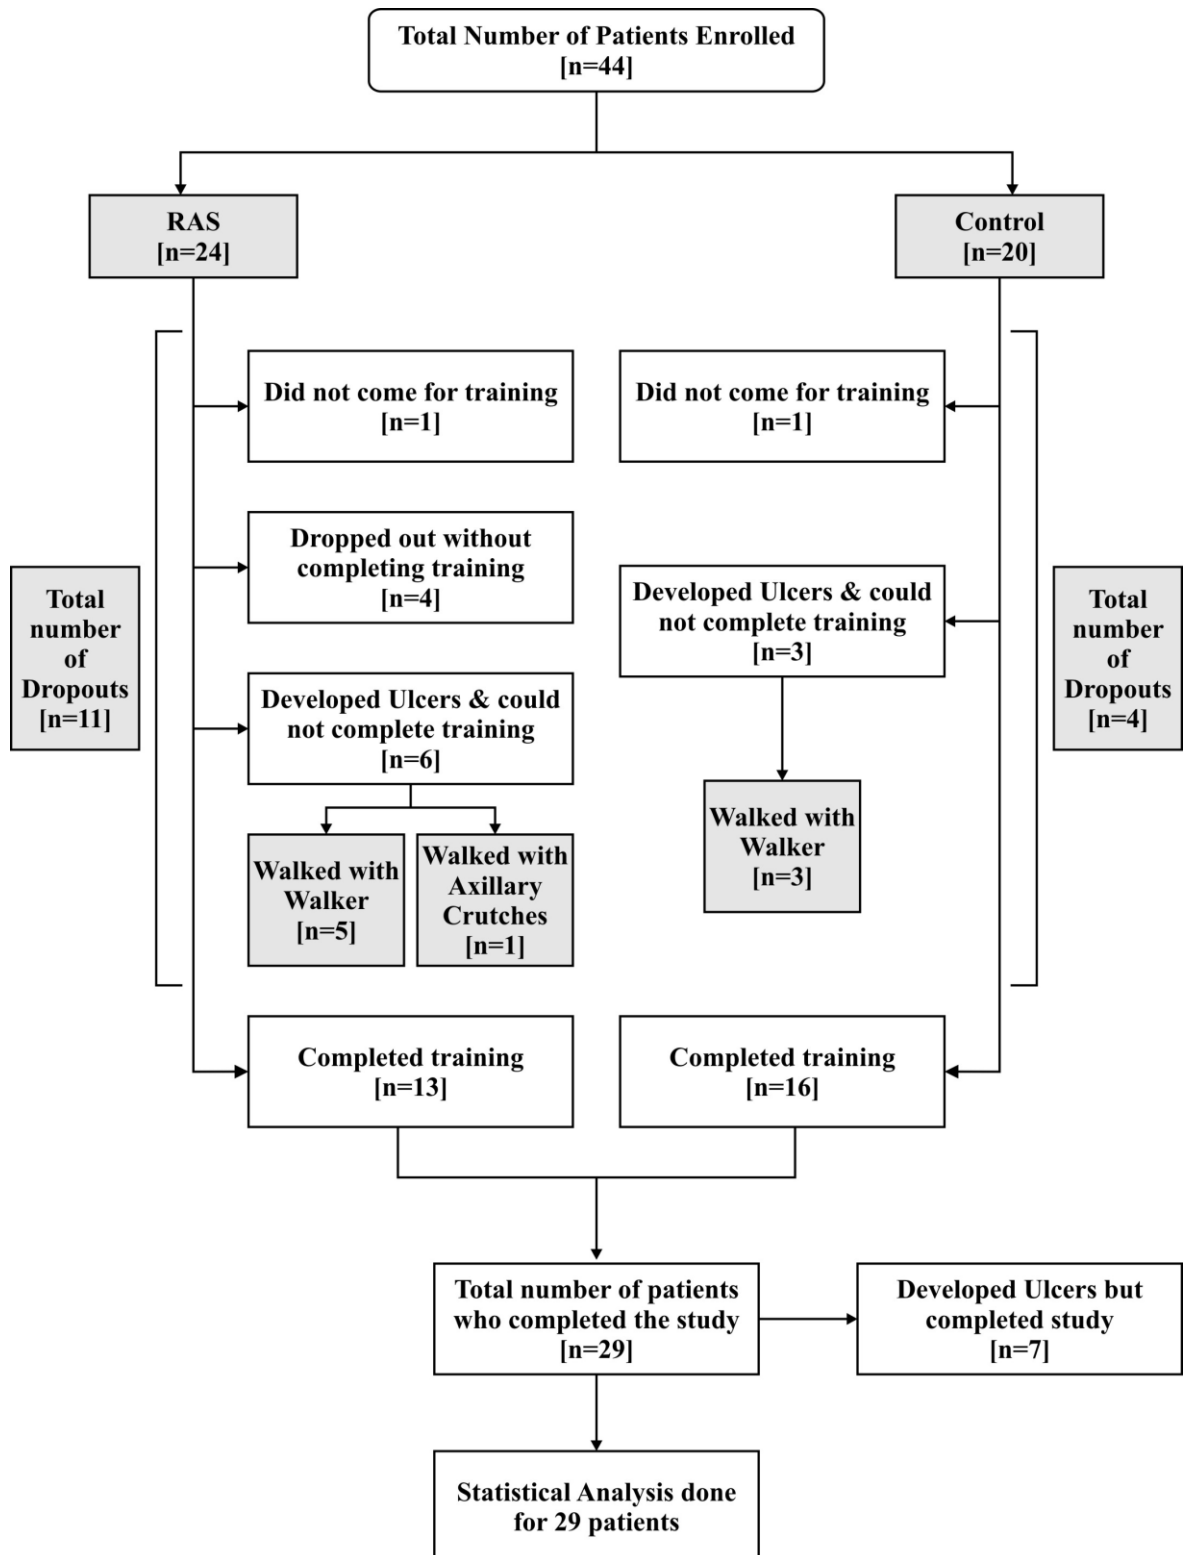 Total Number of Patients Enrolled
[n=44]
RAS
[n=24]
Control
[n=20]
Did not come for training
[n=1]
Did not come for training
[n=1]
Dropped out without
completing training
[n=4]
Developed Ulcers & could
not complete training
[n=3]
Total
number
of
Dropouts
[n=11]
Total
number
of
Dropouts
[n=4]
Developed Ulcers & could
not complete training
[n=6]
Walked with
Walker
[n=5]
Walked with
Axillary
Crutches
[n=1]
Walked with
Walker
[n=3]
Completed training
[n=13]
Completed training
[n=16]
Total number of patients
who completed the study
[n=29]
Developed Ulcers but
completed study
[n=7]
Statistical Analysis done
for 29 patients